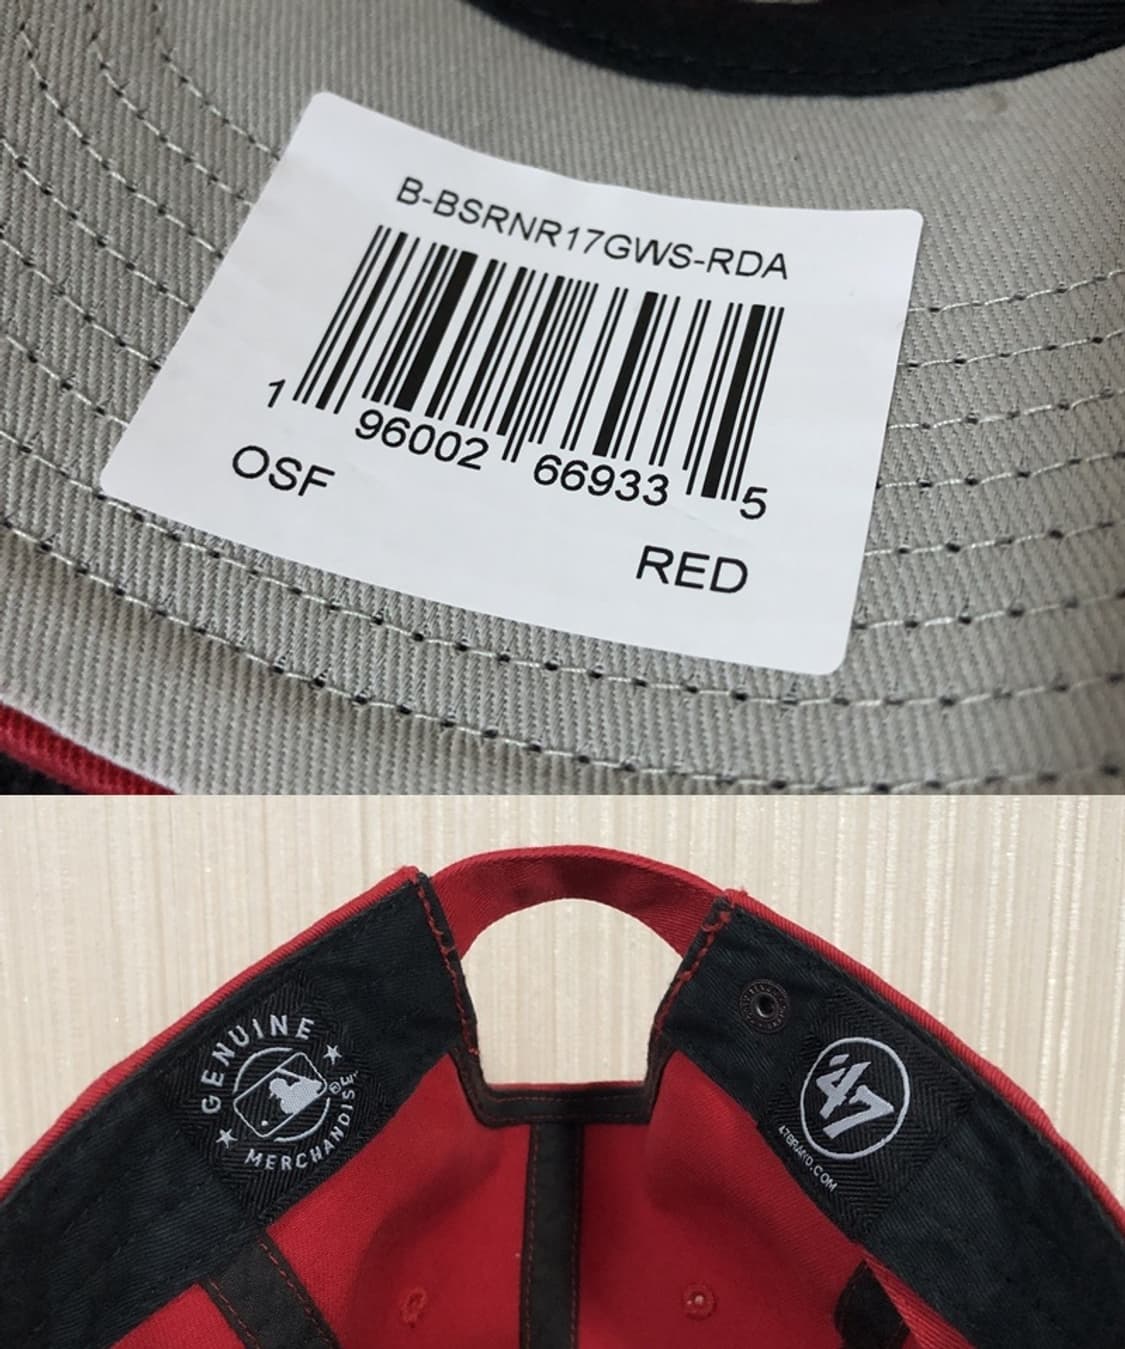 B-BSRNR17GWS-RDA
1 96002 66933 5
OSF
RED
GENUINE
MERCHANDISE
®
'47
47BRAND.COM